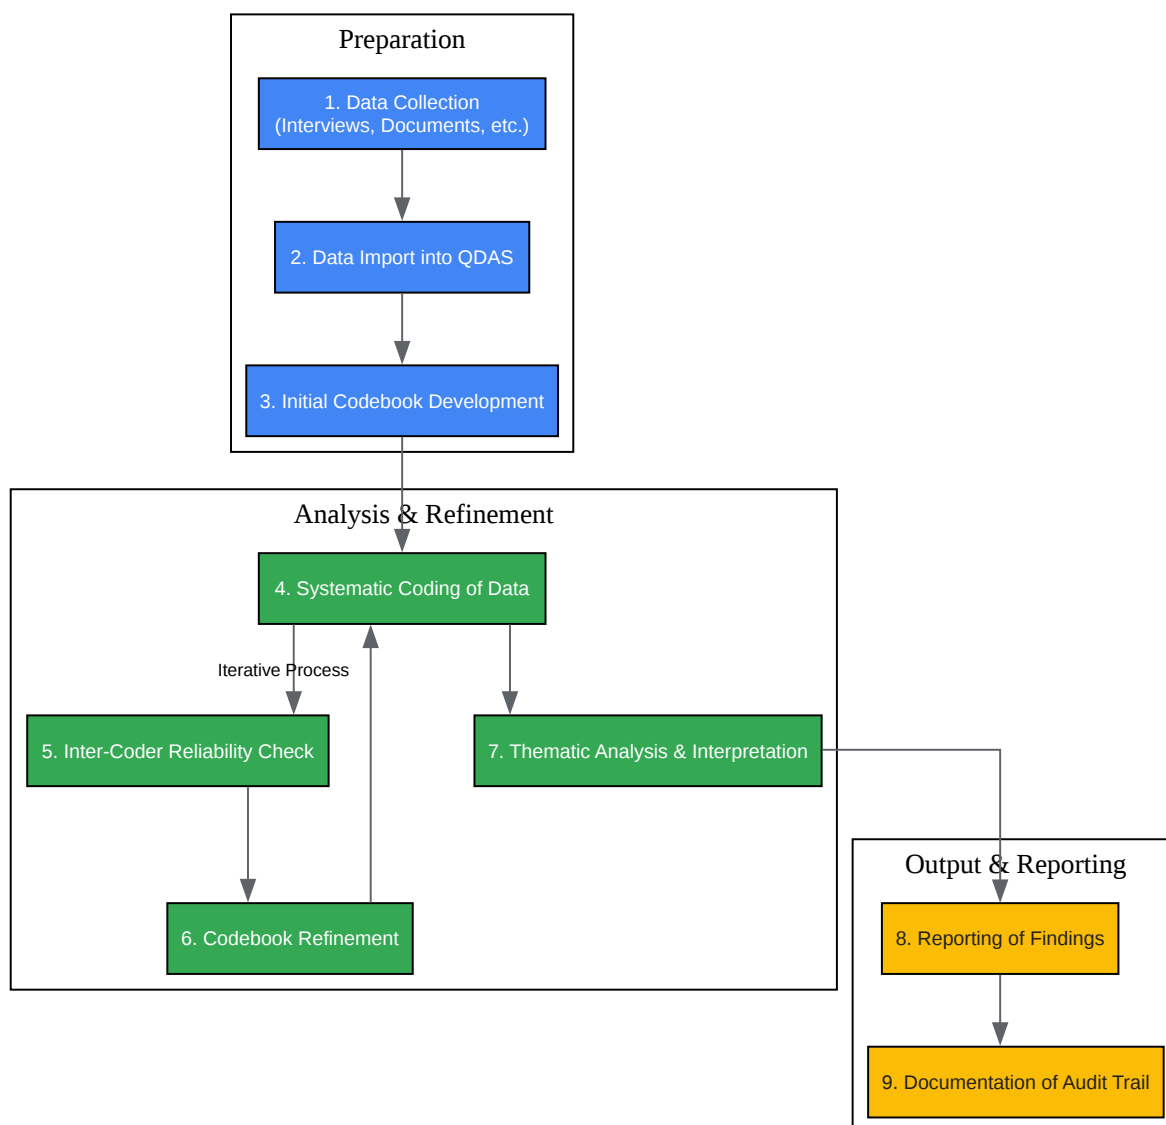 Preparation
1. Data Collection
(Interviews, Documents, etc.)
2. Data Import into QDAS
3. Initial Codebook Development
Analysis & Refinement
4. Systematic Coding of Data
Iterative Process
5. Inter-Coder Reliability Check
7. Thematic Analysis & Interpretation
6. Codebook Refinement
Output & Reporting
8. Reporting of Findings
9. Documentation of Audit Trail